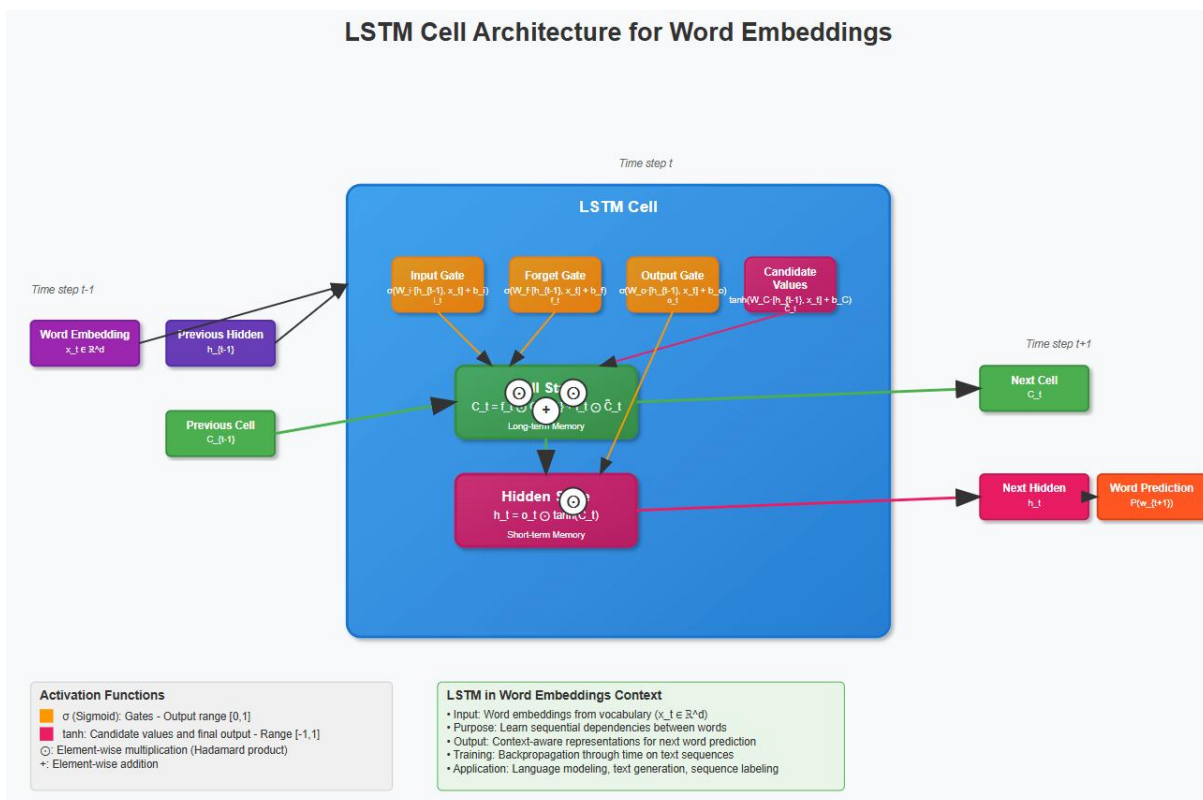 LSTM Cell Architecture for Word Embeddings
Time step t
LSTM Cell
Input Gate
σ(W_i·[h_{t-1}, x_t] + b_i)
i_t
Forget Gate
σ(W_f·[h_{t-1}, x_t] + b_f)
f_t
Output Gate
σ(W_o·[h_{t-1}, x_t] + b_o)
o_t
Candidate
Values
tanh(W_C·[h_{t-1}, x_t] + b_C)
C̃_t
Time step t-1
Word Embedding
x_t ∈ ℝ^d
Previous Hidden
h_{t-1}
Previous Cell
C_{t-1}
C_t = f_t ⊙ ⊙ C̃_t
Long-term Memory
⊙
⊙
+
Hidden
h_t = o_t ⊙ tanh(C_t)
Short-term Memory
⊙
Time step t+1
Next Cell
C_t
Next Hidden
h_t
Word Prediction
P(w_{t+1})
Activation Functions
σ (Sigmoid): Gates - Output range [0,1]
tanh: Candidate values and final output - Range [-1,1]
⊙: Element-wise multiplication (Hadamard product)
+: Element-wise addition
LSTM in Word Embeddings Context
• Input: Word embeddings from vocabulary (x_t ∈ ℝ^d)
• Purpose: Learn sequential dependencies between words
• Output: Context-aware representations for next word prediction
• Training: Backpropagation through time on text sequences
• Application: Language modeling, text generation, sequence labeling